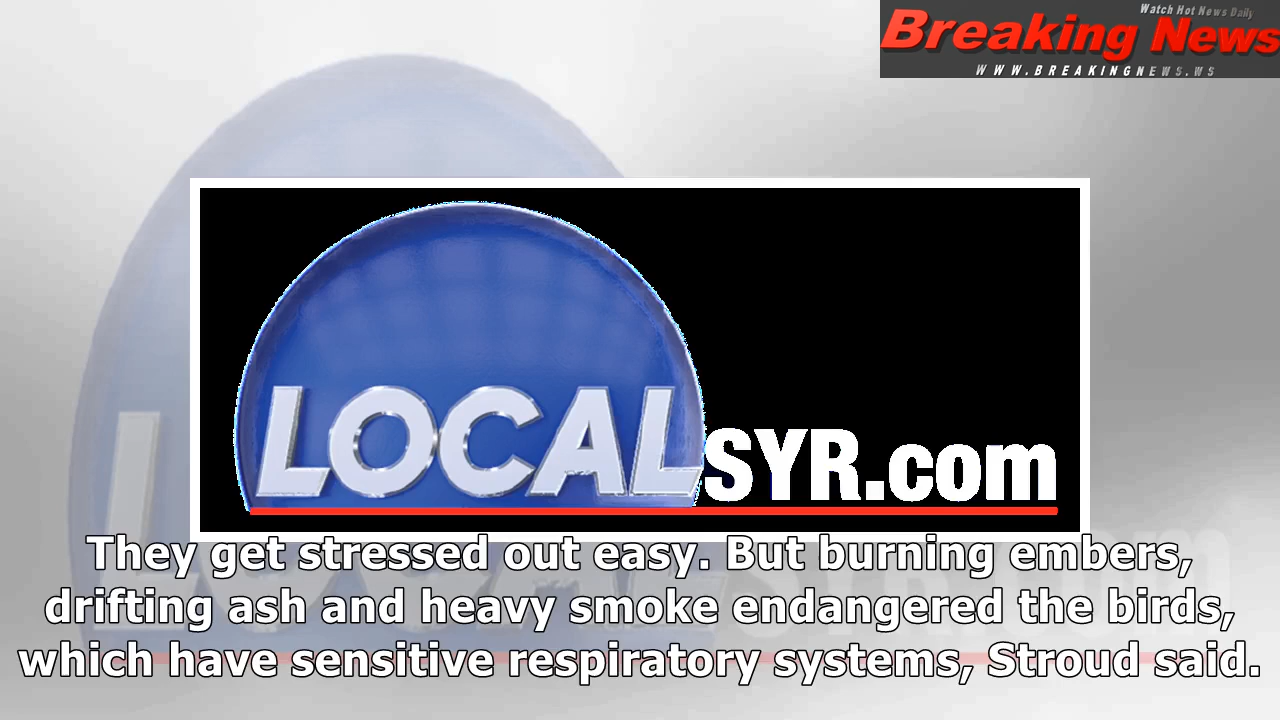 Watch Hot News Daily
Breaking News
WWW.BREAKINGNEWS.WS
LOCALSYR.com
They get stressed out easy. But burning embers,
drifting ash and heavy smoke endangered the birds,
which have sensitive respiratory systems, Stroud said.